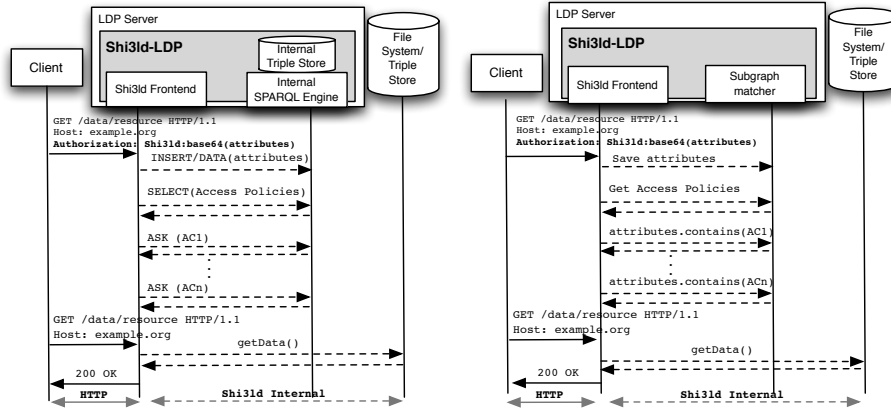 LDP Server
Shi3ld-LDP
Internal
Triple Store
File
System/
Triple
Store
Client
Shi3ld Frontend
Internal
SPARQL Engine
GET /data/resource HTTP/1.1
Host: example.org
Authorization: Shi3ld:base64(attributes)
INSERT/DATA(attributes)
SELECT(Access Policies)
ASK (AC1)
ASK (ACn)
GET /data/resource HTTP/1.1
Host: example.org
getData()
200 OK
HTTP
Shi3ld Internal
LDP Server
Shi3ld-LDP
File
System/
Triple
Store
Client
Shi3ld Frontend
Subgraph
matcher
GET /data/resource HTTP/1.1
Host: example.org
Authorization: Shi3ld:base64(attributes)
Save attributes
Get Access Policies
attributes.contains(AC1)
attributes.contains(ACn)
GET /data/resource HTTP/1.1
Host: example.org
getData()
200 OK
HTTP
Shi3ld Internal